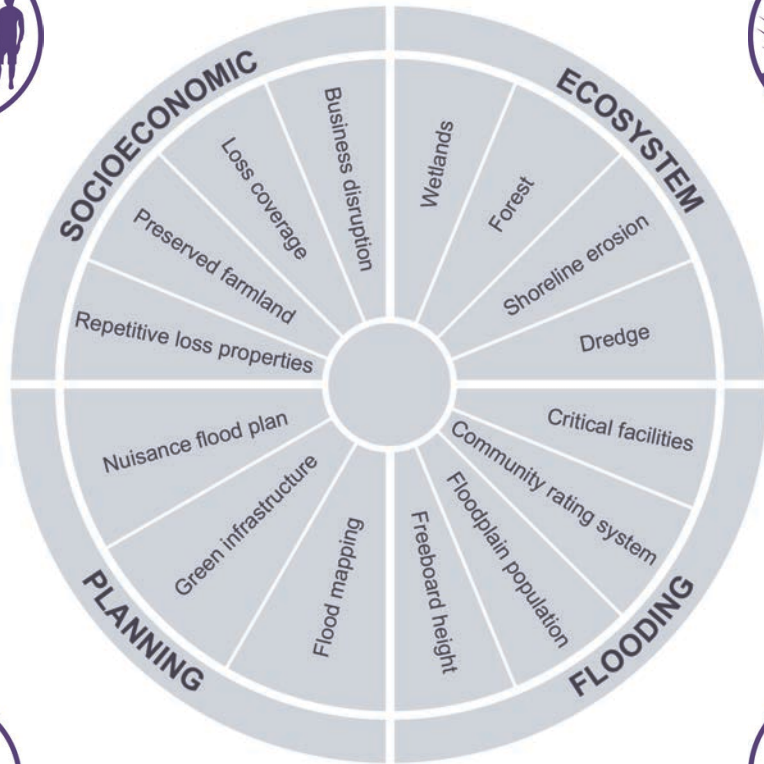 SOCIOECONOMIC
Repetitive loss properties
Preserved farmland
Loss coverage
Business disruption
ECOSYSTEM
Wetlands
Forest
Shoreline erosion
Dredge
FLOODING
Critical facilities
Community rating system
Floodplain population
Freeboard height
PLANNING
Flood mapping
Green infrastructure
Nuisance flood plan